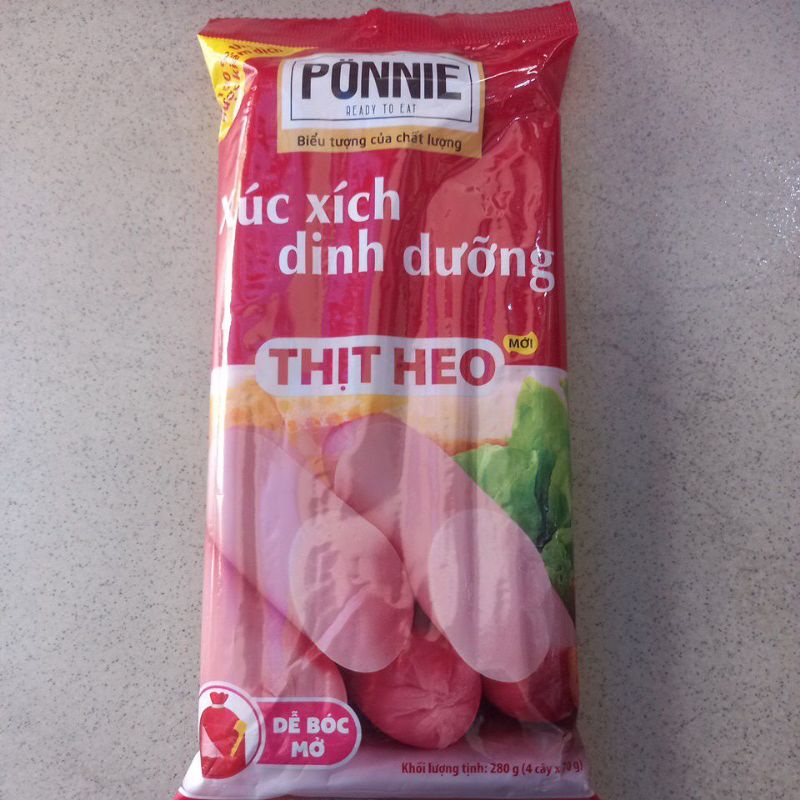 PÖNNIE
READY TO EAT
Biểu tượng của chất lượng
Xúc xích
dinh dưỡng
MỚI
THỊT HEO
DỄ BÓC
MỞ
Khối lượng tịnh: 280 g (4 cây x 70 g)